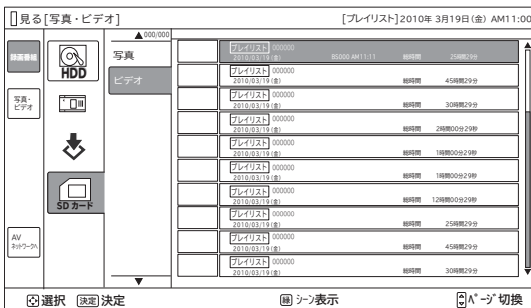 見る[写真・ビデオ]
[プレイリスト]2010年 3月19日(金) AM11:00
▲000/000
録画番組
写真・
ビデオ
AV
ネットワークへ
HDD
SD カード
写真
ビデオ
プレイリスト 000000
2010/03/19(金) BS000 AM11:11 総時間 25時間29分
プレイリスト 000000
2010/03/19(金) 総時間 45時間29分
プレイリスト 000000
2010/03/19(金) 総時間 30時間29分
プレイリスト 000000
2010/03/19(金) 総時間 2時間00分29秒
プレイリスト 000000
2010/03/19(金) 総時間 1時間00分29秒
プレイリスト 000000
2010/03/19(金) 総時間 1時間00分29秒
プレイリスト 000000
2010/03/19(金) 総時間 12時間00分29秒
プレイリスト 000000
2010/03/19(金) 総時間 25時間29分
プレイリスト 000000
2010/03/19(金) 総時間 45時間29分
プレイリスト 000000
2010/03/19(金) 総時間 30時間29分
選択 決定 決定 緑 シーン表示 ページ切換